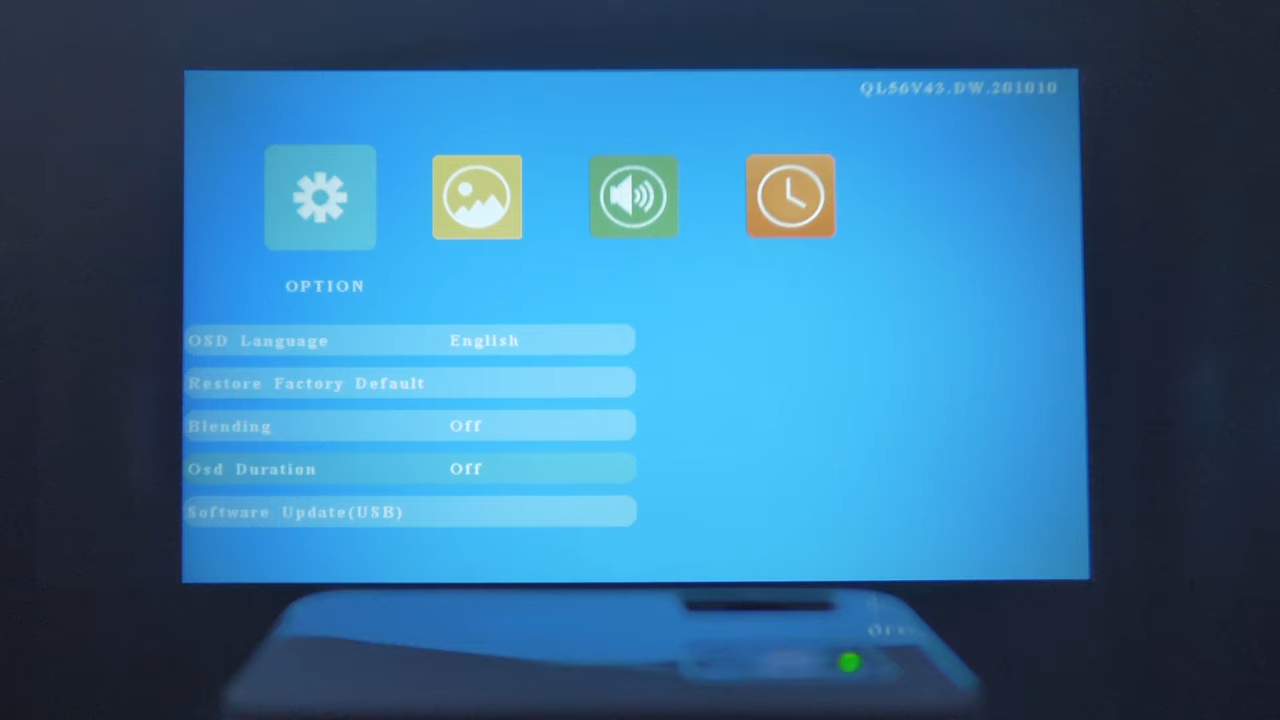 QL56V43.DW.201010
OPTION
OSD Language English
Restore Factory Default
Blending Off
Osd Duration Off
Software Update(USB)